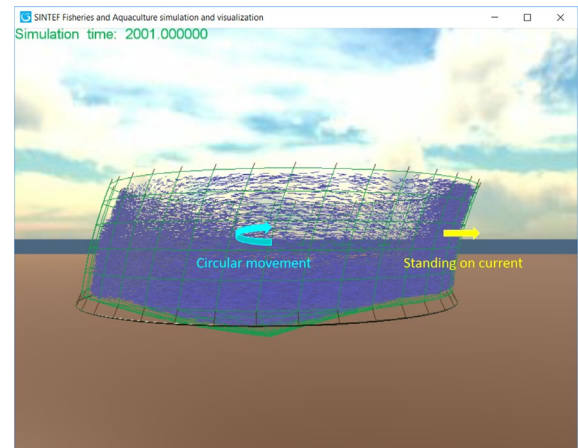 SINTEF Fisheries and Aquaculture simulation and visualization
Simulation time: 2001.000000
Circular movement
Standing on current